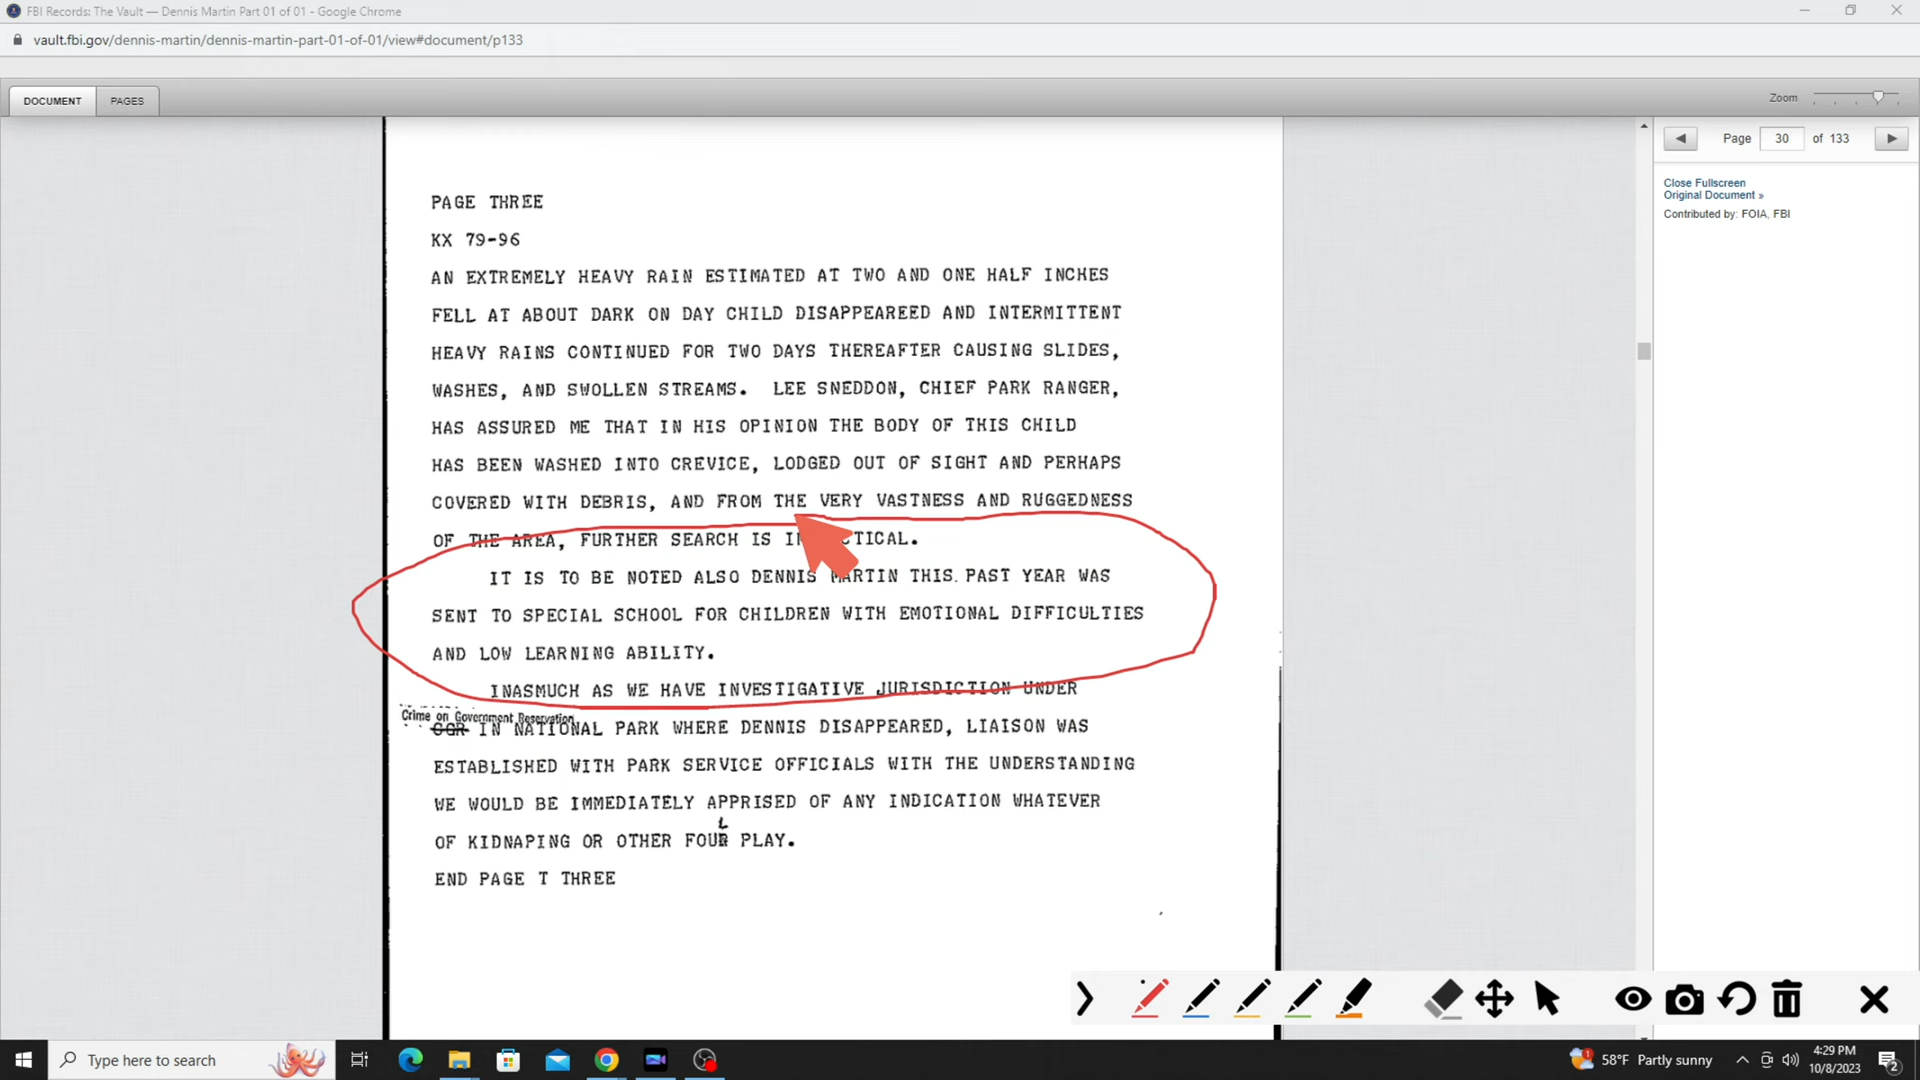 FBI Records: The Vault — Dennis Martin Part 01 of 01 - Google Chrome
vault.fbi.gov/dennis-martin/dennis-martin-part-01-of-01/view#document/p133
DOCUMENT
PAGES
Zoom
Page 30 of 133
Close Fullscreen
Original Document »
Contributed by: FOIA, FBI
PAGE THREE
KX 79-96
AN EXTREMELY HEAVY RAIN ESTIMATED AT TWO AND ONE HALF INCHES
FELL AT ABOUT DARK ON DAY CHILD DISAPPEAREED AND INTERMITTENT
HEAVY RAINS CONTINUED FOR TWO DAYS THEREAFTER CAUSING SLIDES,
WASHES, AND SWOLLEN STREAMS. LEE SNEDDON, CHIEF PARK RANGER,
HAS ASSURED ME THAT IN HIS OPINION THE BODY OF THIS CHILD
HAS BEEN WASHED INTO CREVICE, LODGED OUT OF SIGHT AND PERHAPS
COVERED WITH DEBRIS, AND FROM THE VERY VASTNESS AND RUGGEDNESS
OF THE AREA, FURTHER SEARCH IS
IT IS TO BE NOTED ALSO DENNIS MARTIN THIS PAST YEAR WAS
SENT TO SPECIAL SCHOOL FOR CHILDREN WITH EMOTIONAL DIFFICULTIES
AND LOW LEARNING ABILITY.
INASMUCH AS WE HAVE INVESTIGATIVE JURISDICTION UNDER
Crime on Government Reservation
CGR IN NATIONAL PARK WHERE DENNIS DISAPPEARED, LIAISON WAS
ESTABLISHED WITH PARK SERVICE OFFICIALS WITH THE UNDERSTANDING
WE WOULD BE IMMEDIATELY APPRISED OF ANY INDICATION WHATEVER
L
OF KIDNAPING OR OTHER FOUR PLAY.
END PAGE T THREE
Type here to search
58°F Partly sunny
4:29 PM
10/8/2023
2